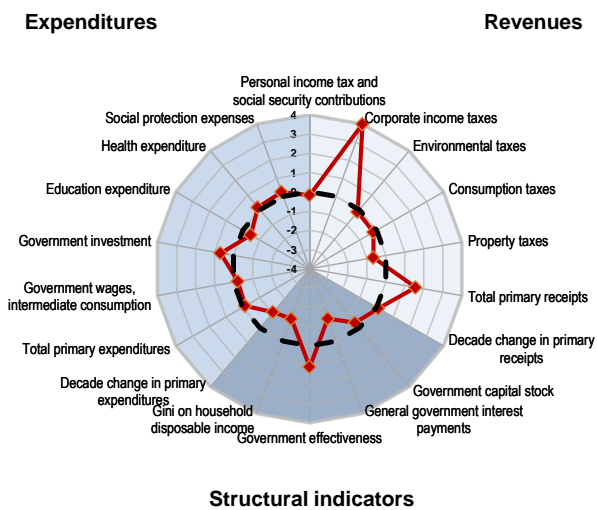 Expenditures
Revenues
Personal income tax and
social security contributions
Corporate income taxes
Environmental taxes
Consumption taxes
Property taxes
Total primary receipts
Decade change in primary
receipts
Government capital stock
General government interest
payments
Government effectiveness
Gini on household
disposable income
Decade change in primary
expenditures
Total primary expenditures
Government wages,
intermediate consumption
Government investment
Education expenditure
Health expenditure
Social protection expenses
4
3
2
1
0
-1
-2
-3
-4
Structural indicators